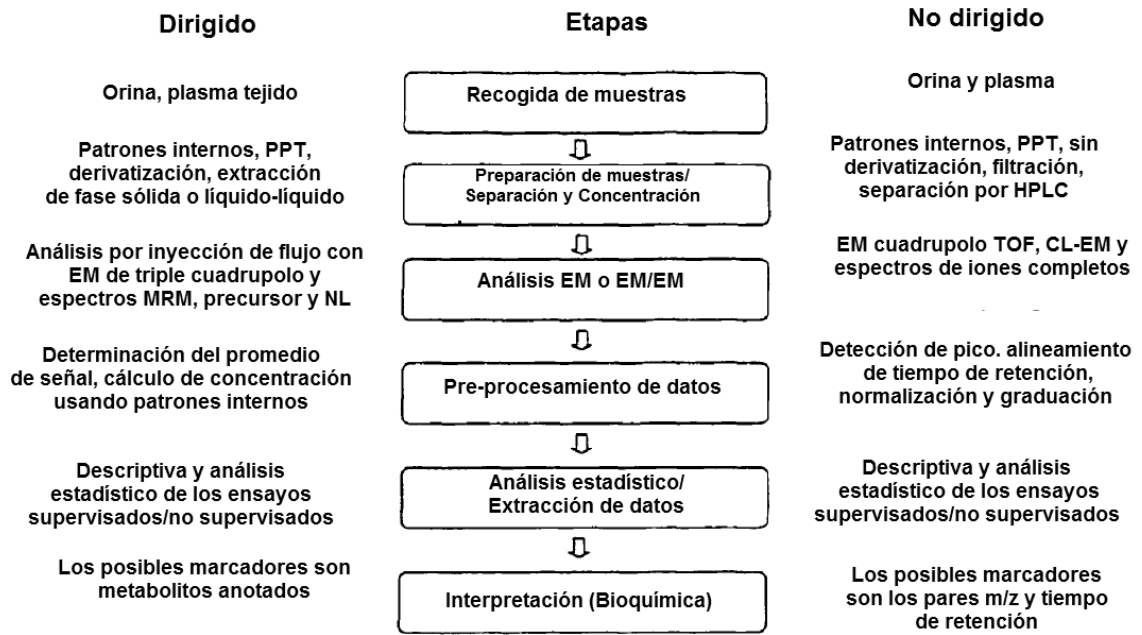 Dirigido
Etapas
No dirigido
Orina, plasma tejido
Recogida de muestras
Orina y plasma
Patrones internos, PPT,
derivatización, extracción
de fase sólida o líquido-líquido
Preparación de muestras/
Separación y Concentración
Patrones internos, PPT, sin
derivatización, filtración,
separación por HPLC
Análisis por inyección de flujo con
EM de triple cuadrupolo y
espectros MRM, precursor y NL
Análisis EM o EM/EM
EM cuadrupolo TOF, CL-EM y
espectros de iones completos
Determinación del promedio
de señal, cálculo de concentración
usando patrones internos
Pre-procesamiento de datos
Detección de pico. alineamiento
de tiempo de retención,
normalización y graduación
Descriptiva y análisis
estadístico de los ensayos
supervisados/no supervisados
Análisis estadístico/
Extracción de datos
Descriptiva y análisis
estadístico de los ensayos
supervisados/no supervisados
Los posibles marcadores son
metabolitos anotados
Interpretación (Bioquímica)
Los posibles marcadores
son los pares m/z y tiempo
de retención